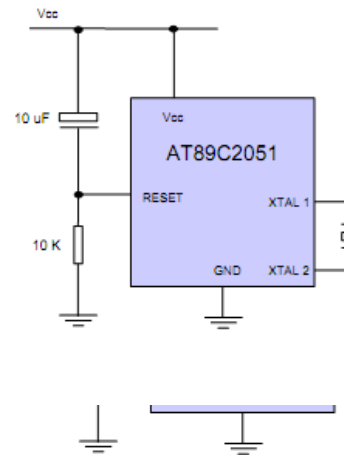 Vcc
10 uF
Vcc
AT89C2051
RESET
XTAL 1
10 K
GND
XTAL 2